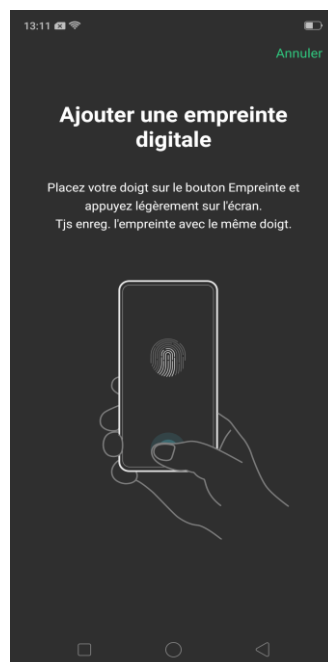 13:11
Annuler
Ajouter une empreinte
digitale
Placez votre doigt sur le bouton Empreinte et
appuyez légèrement sur l'écran.
Tjs enreg. l'empreinte avec le même doigt.